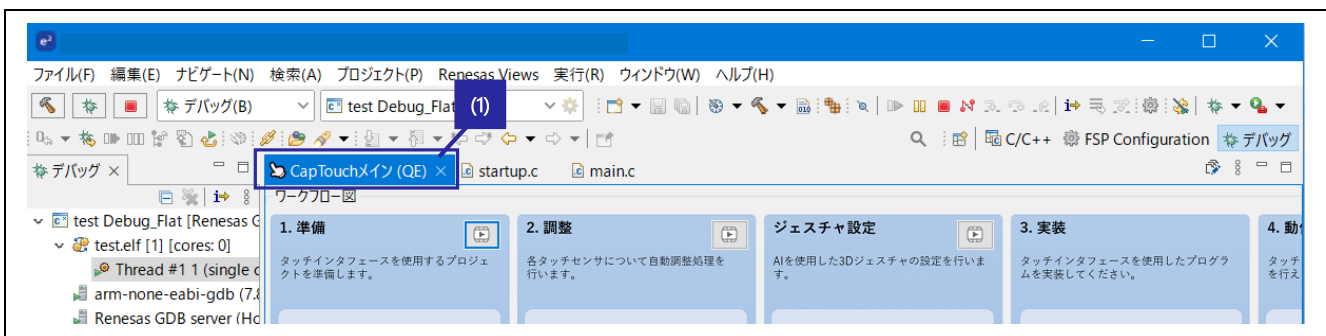 e²
ファイル(F) 編集(E) ナビゲート(N) 検索(A) プロジェクト(P) Renesas Views 実行(R) ウィンドウ(W) ヘルプ(H)
デバッグ(B) test Debug_Flat (1)
C/C++ FSP Configuration デバッグ
デバッグ CapTouchメイン (QE) startup.c main.c
ワークフロー図
test Debug_Flat [Renesas G
test.elf [1] [cores: 0]
Thread #1 1 (single c
arm-none-eabi-gdb (7.8
Renesas GDB server (Ho
1. 準備
タッチインタフェースを使用するプロジェ
クトを準備します。
2. 調整
各タッチセンサについて自動調整処理を
行います。
ジェスチャ設定
AIを使用した3Dジェスチャの設定を行いま
す。
3. 実装
タッチインタフェースを使用したプログラ
ムを実装してください。
4. 動
タッチ
を行え